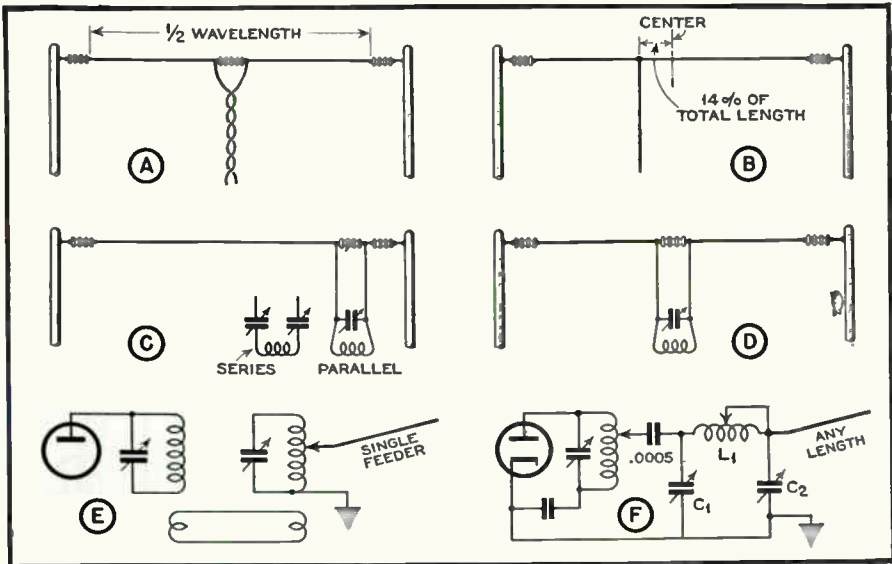 1/2 WAVELENGTH
A
CENTER
14% OF
TOTAL LENGTH
B
C
SERIES
PARALLEL
D
E
SINGLE
FEEDER
F
.0005
L1
C1
C2
ANY
LENGTH